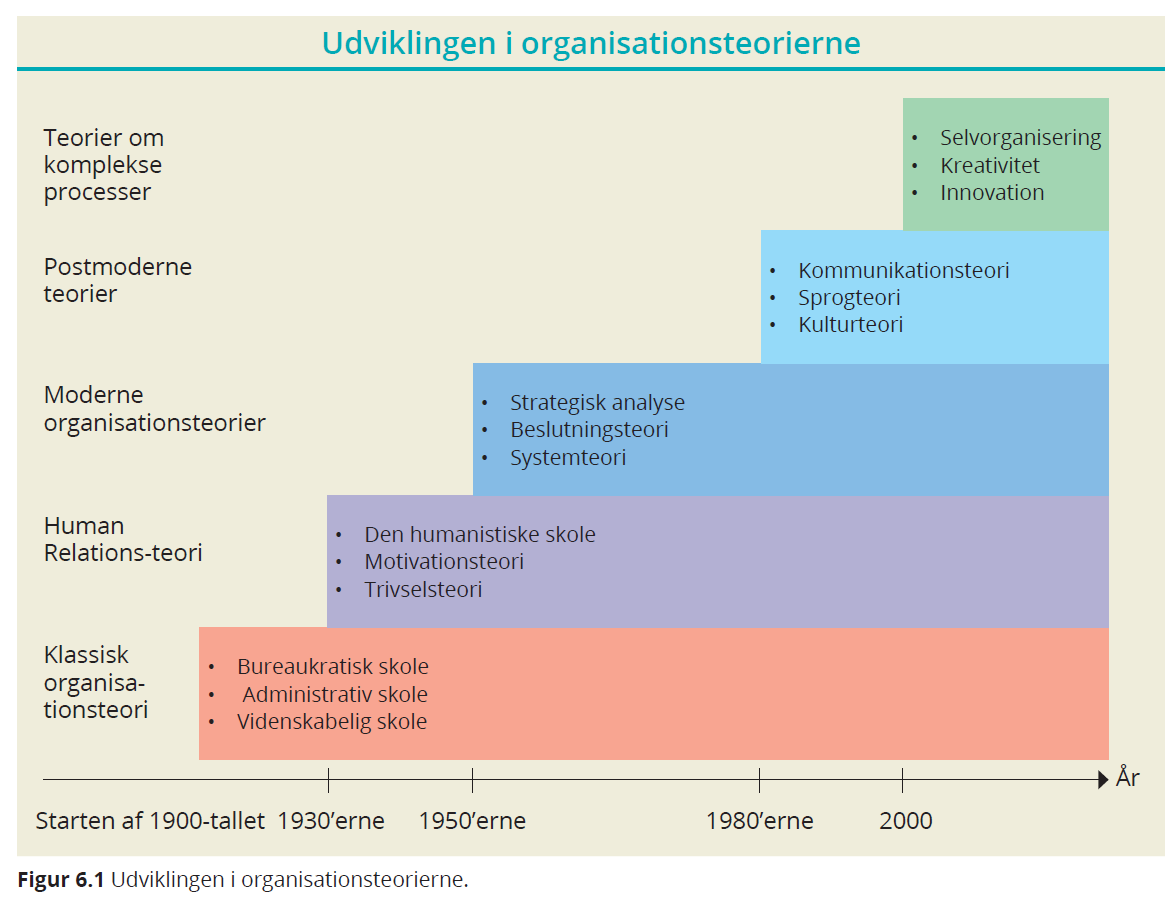 Udviklingen i organisationsteorierne
Teorier om
komplekse
processer
• Selvorganisering
• Kreativitet
• Innovation
Postmoderne
teorier
• Kommunikationsteori
• Sprogteori
• Kulturteori
Moderne
organisationsteorier
• Strategisk analyse
• Beslutningsteori
• Systemteori
Human
Relations-teori
• Den humanistiske skole
• Motivationsteori
• Trivselsteori
Klassisk
organisa-
tionsteori
• Bureaukratisk skole
• Administrativ skole
• Videnskabelig skole
År
Starten af 1900-tallet 1930’erne 1950’erne 1980’erne 2000
Figur 6.1 Udviklingen i organisationsteorierne.